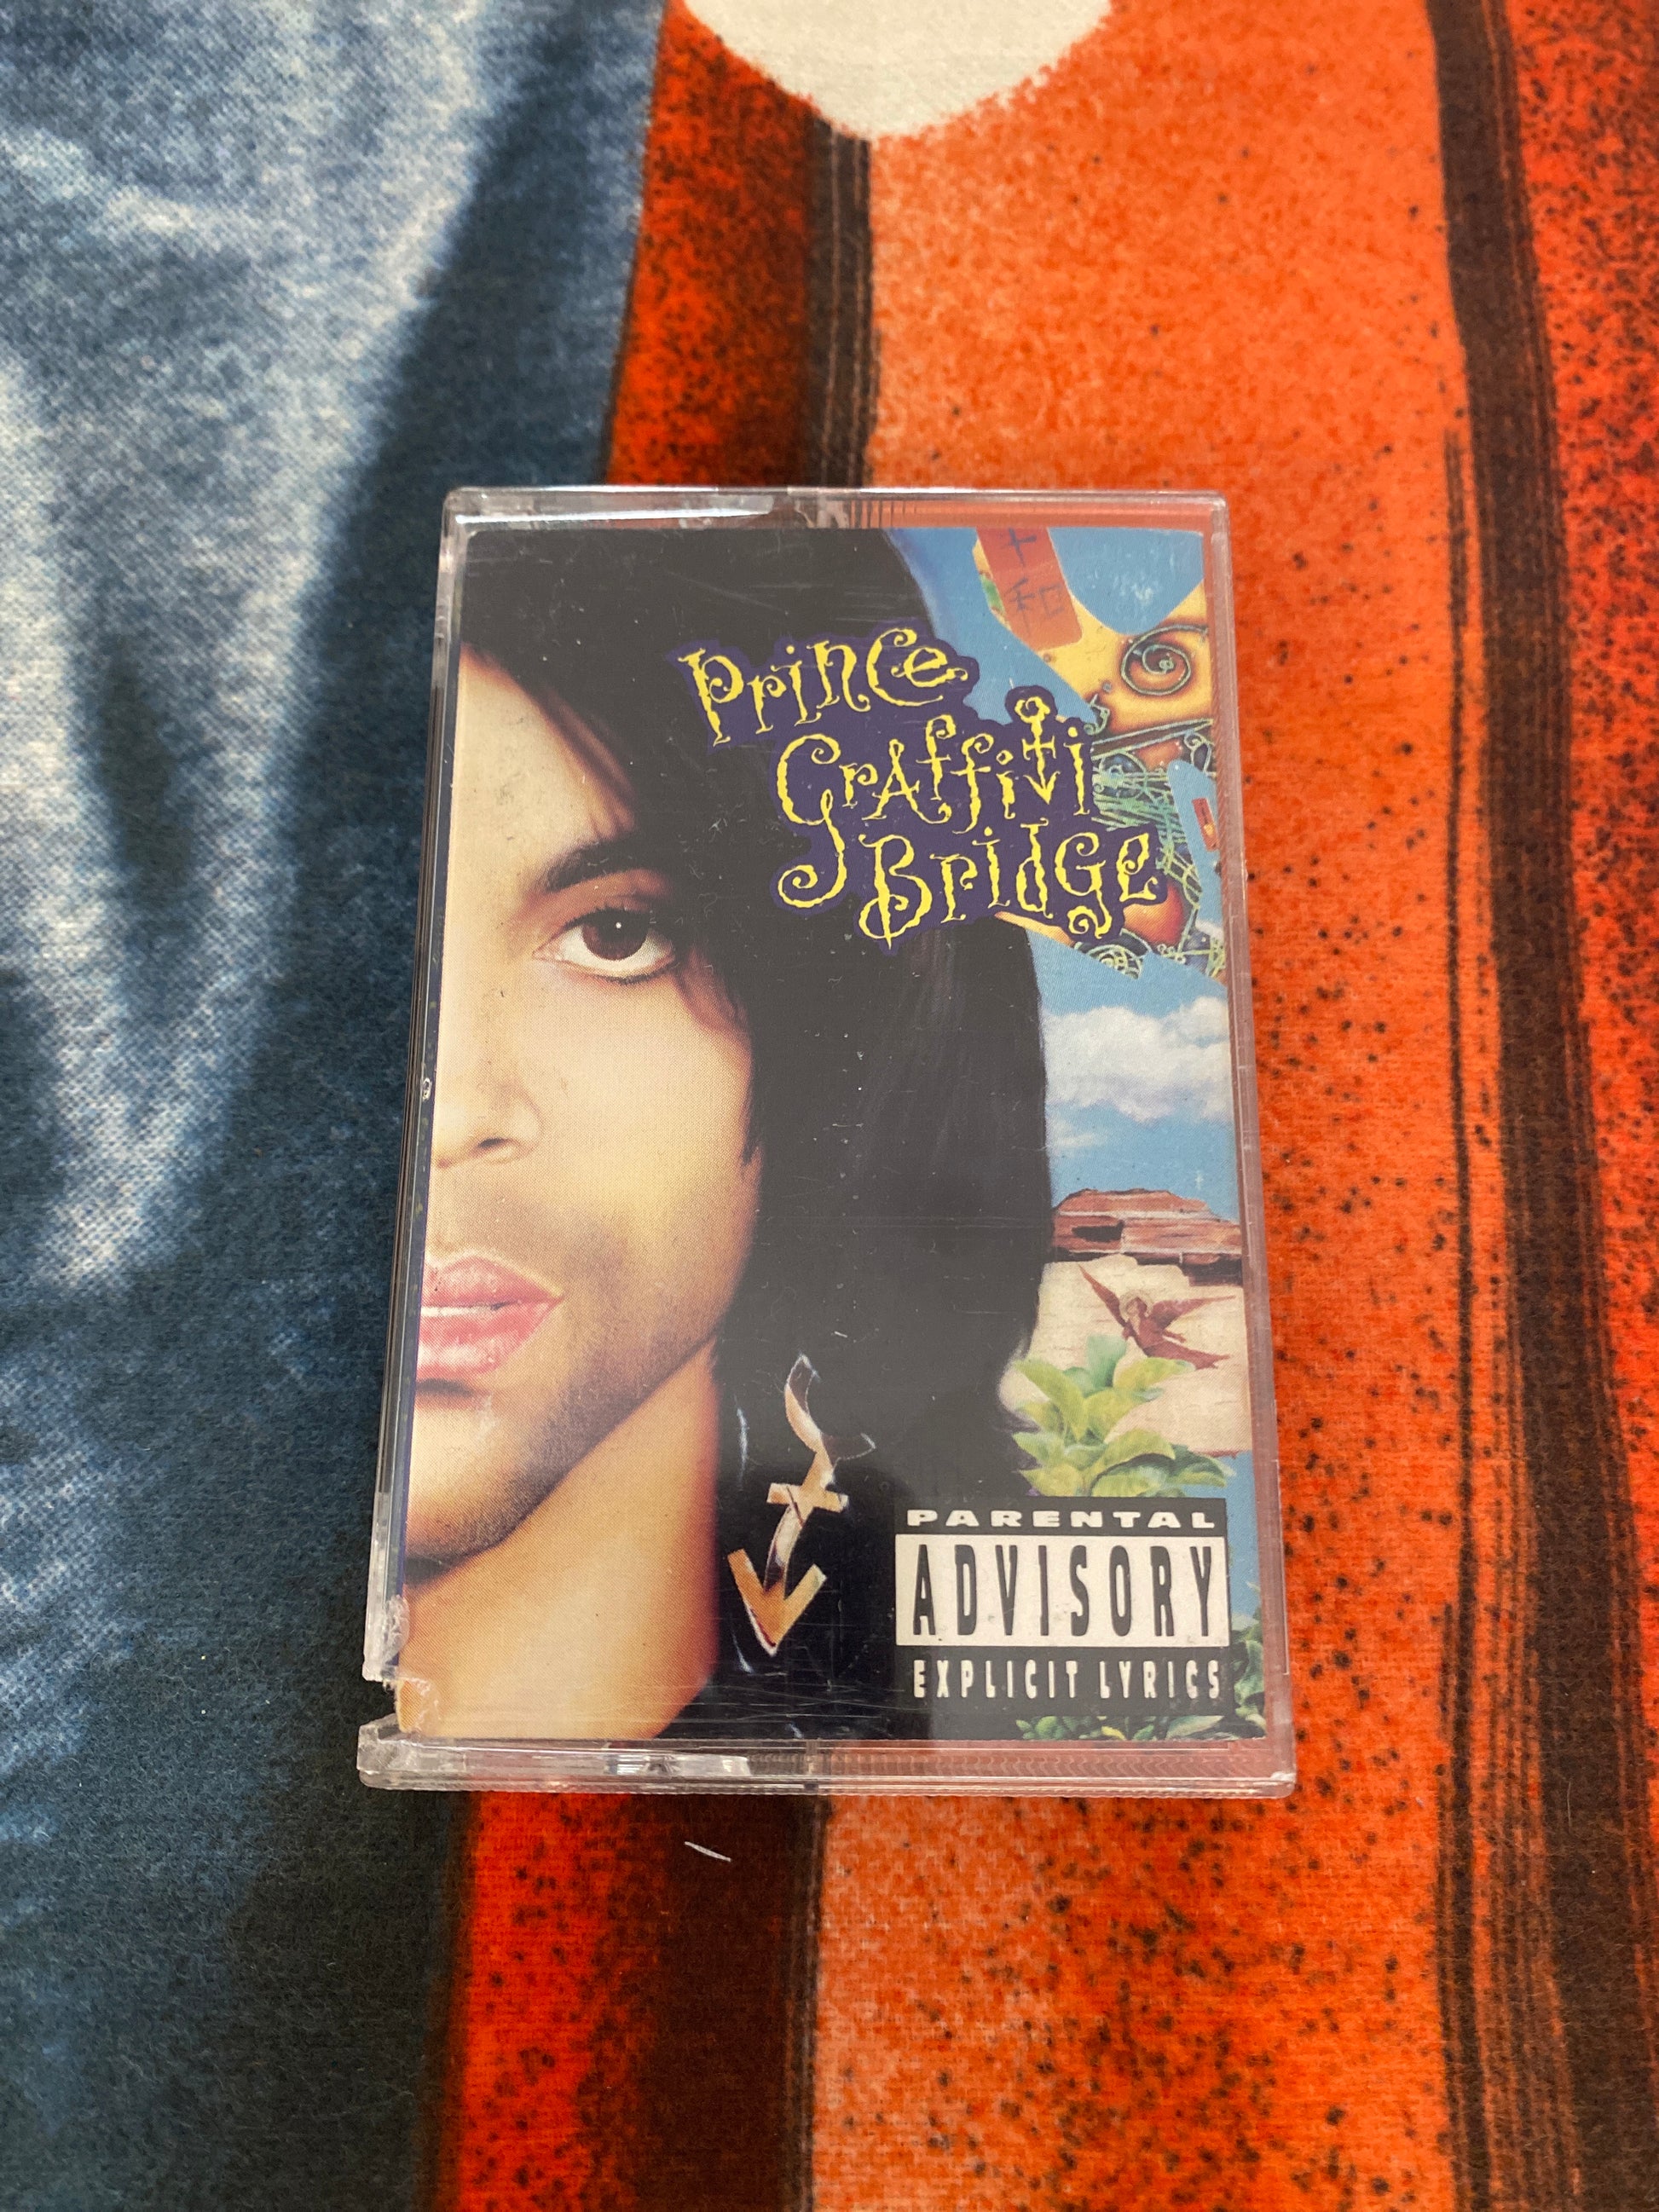 Prince
Graffiti
Bridge
PARENTAL
ADVISORY
EXPLICIT LYRICS